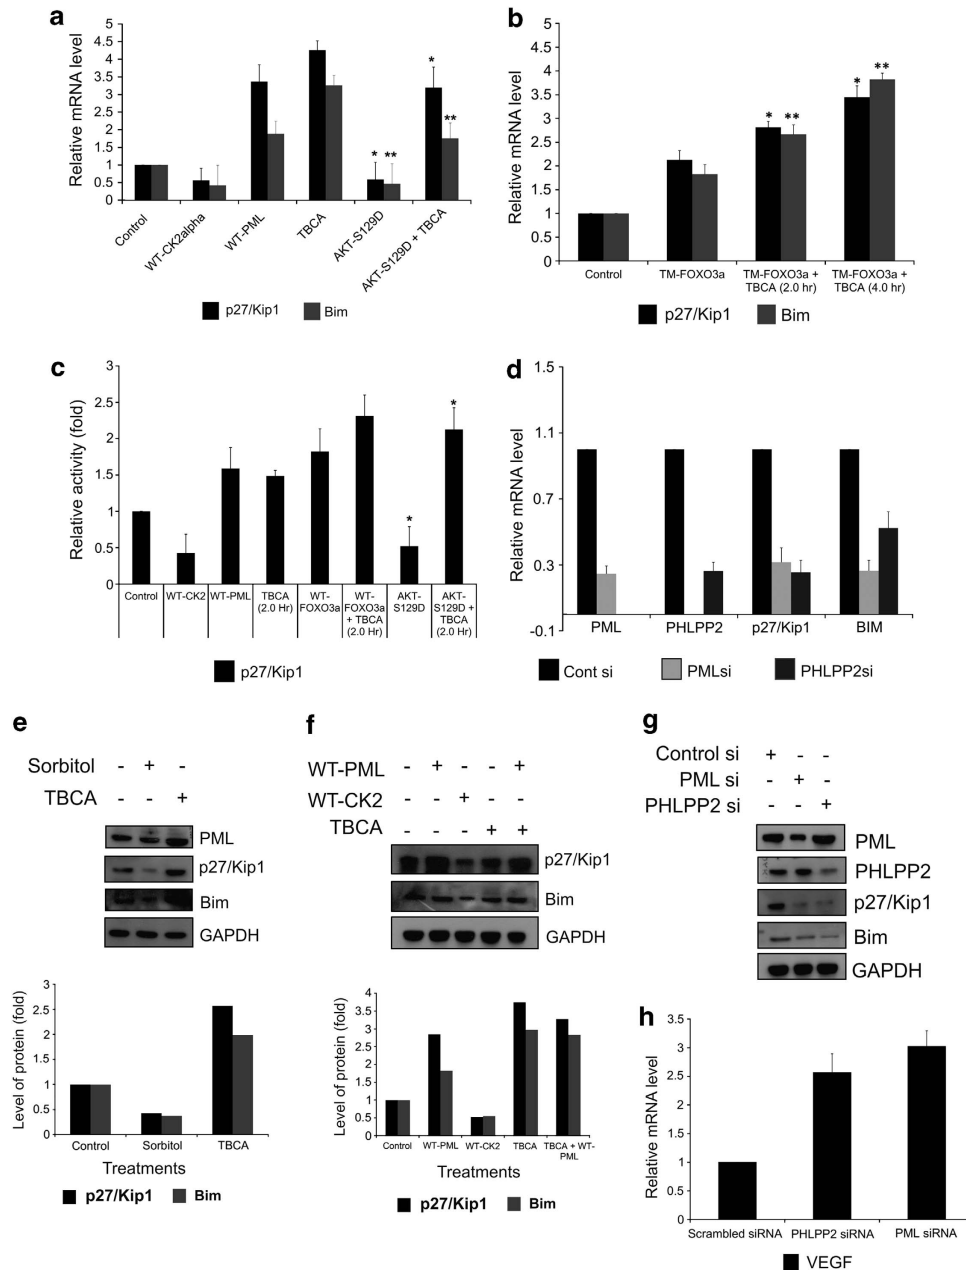 a
Relative mRNA level
5
4.5
4
3.5
3
2.5
2
1.5
1
0.5
0
* ** * **
Control
WT-CK2alpha
WT-PML
TBCA
AKT-S129D
AKT-S129D + TBCA
p27/Kip1 Bim
b
Relative mRNA level
5
4.5
4
3.5
3
2.5
2
1.5
1
0.5
0
* ** * **
Control TM-FOXO3a TM-FOXO3a + TM-FOXO3a +
TBCA (2.0 hr) TBCA (4.0 hr)
p27/Kip1 Bim
c
Relative activity (fold)
3
2.5
2
1.5
1
0.5
0
* *
Control WT-CK2 WT-PML TBCA (2.0 Hr) WT-FOXO3a WT-FOXO3a + TBCA (2.0 Hr) AKT-S129D AKT-S129D + TBCA (2.0 Hr)
p27/Kip1
d
Relative mRNA level
1.5
1.1
0.7
0.3
-0.1
PML PHLPP2 p27/Kip1 BIM
Cont si PMLsi PHLPP2si
e
Sorbitol - + -
TBCA - - +
PML
p27/Kip1
Bim
GAPDH
Level of protein (fold)
3
2.5
2
1.5
1
0.5
0
Control Sorbitol TBCA
Treatments
p27/Kip1 Bim
f
WT-PML - + - - +
WT-CK2 - - + - -
TBCA - - - + +
p27/Kip1
Bim
GAPDH
Level of protein (fold)
4
3.5
3
2.5
2
1.5
1
0.5
0
Control WT-PML WT-CK2 TBCA TBCA + WT-PML
Treatments
p27/Kip1 Bim
g
Control si + - -
PML si - + -
PHLPP2 si - - +
PML
PHLPP2
p27/Kip1
Bim
GAPDH
h
Relative mRNA level
3.5
3
2.5
2
1.5
1
0.5
0
Scrambled siRNA PHLPP2 siRNA PML siRNA
VEGF